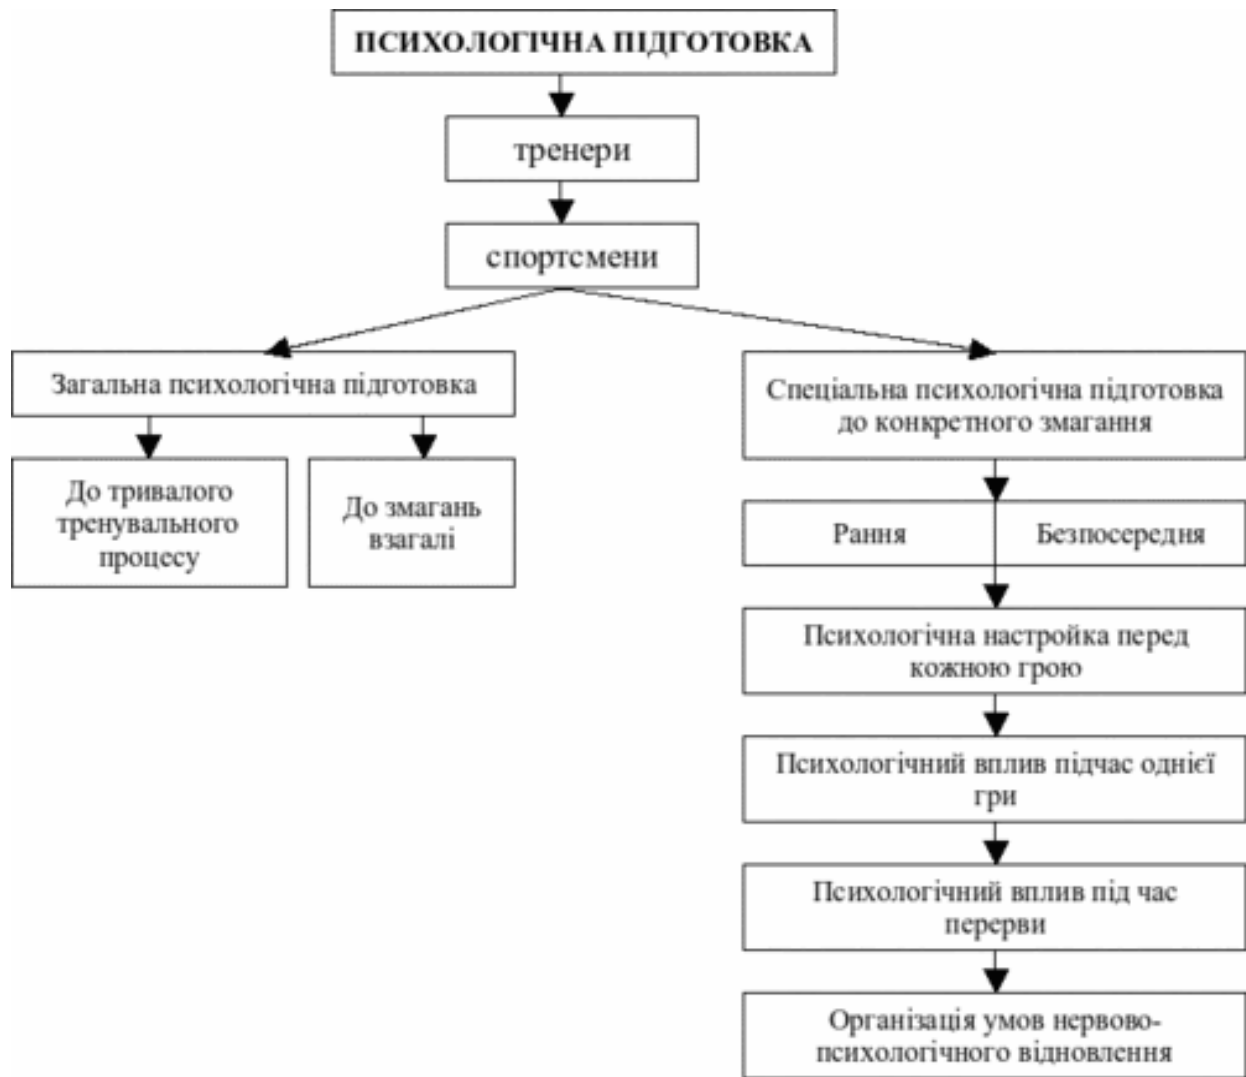 ПСИХОЛОГІЧНА ПІДГОТОВКА
тренери
спортсмени
Загальна психологічна підготовка
До тривалого
тренувального
процесу
До змагань
взагалі
Спеціальна психологічна підготовка
до конкретного змагання
Рання
Безпосередня
Психологічна настройка перед
кожною грою
Психологічний вплив підчас однієї
гри
Психологічний вплив під час
перерви
Організація умов нервово-
психологічного відновлення